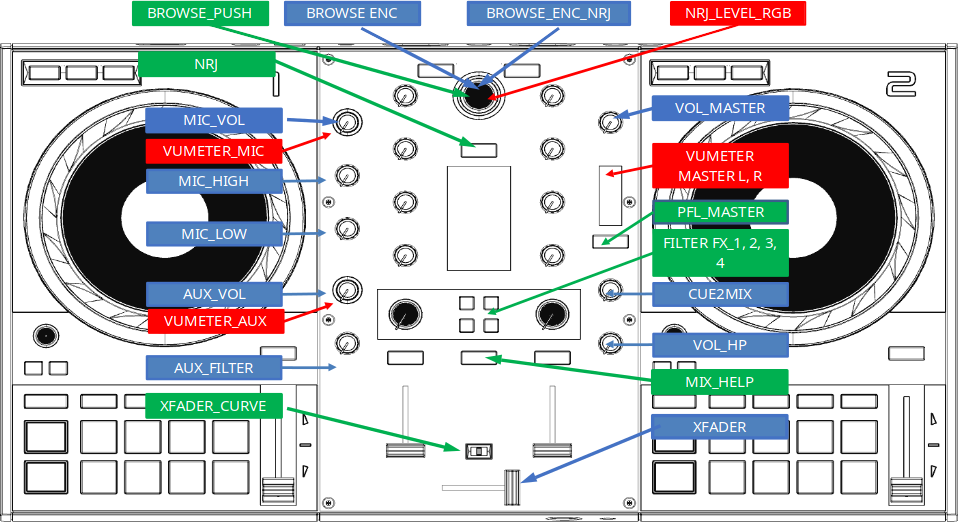 BROWSE_PUSH
BROWSE ENC
BROWSE_ENC_NRJ
NRJ_LEVEL_RGB
NRJ
1
2
MIC_VOL
VOL_MASTER
VUMETER_MIC
VUMETER
MASTER L, R
MIC_HIGH
PFL_MASTER
MIC_LOW
FILTER FX_1, 2, 3,
4
AUX_VOL
CUE2MIX
VUMETER_AUX
VOL_HP
AUX_FILTER
MIX_HELP
XFADER_CURVE
XFADER